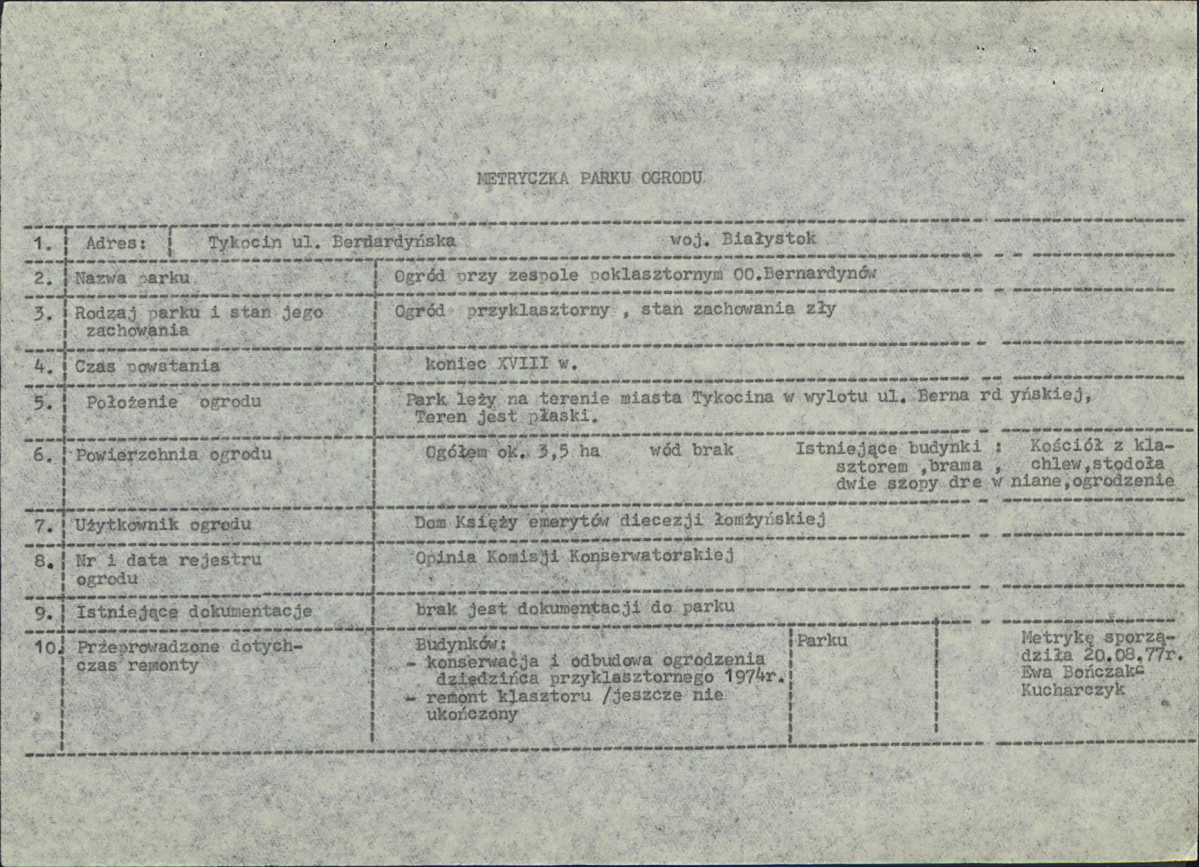 METRYCZKA PARKU OGRODU
1. Adres: Tykocin ul. Bernardyńska woj. Białystok
2. Nazwa parku Ogród przy zespole poklasztornym OO.Bernardynów
3. Rodzaj parku i stan jego Ogród przyklasztorny , stan zachowania zły
zachowania
4. Czas powstania koniec XVIII w.
5. Położenie ogrodu Park leży na terenie miasta Tykocina w wylotu ul. Berna rd yńskiej,
Teren jest płaski.
6. Powierzchnia ogrodu Ogółem ok. 3,5 ha wód brak Istniejące budynki : Kościół z kla-
sztorem ,brama , chlew,stodoła
dwie szopy dre w niane,ogrodzenie
7. Użytkownik ogrodu Dom Księży emerytów diecezji łomżyńskiej
8. Nr i data rejestru Opinia Komisji Konserwatorskiej
ogrodu
9. Istniejące dokumentacje brak jest dokumentacji do parku
10. Przeprowadzone dotych- Budynków: Parku Metrykę sporzą-
czas remonty - konserwacja i odbudowa ogrodzenia dziła 20.08.77r.
dziedzińca przyklasztornego 1974r. Ewa Bończak-
- remont klasztoru /jeszcze nie Kucharczyk
ukończony